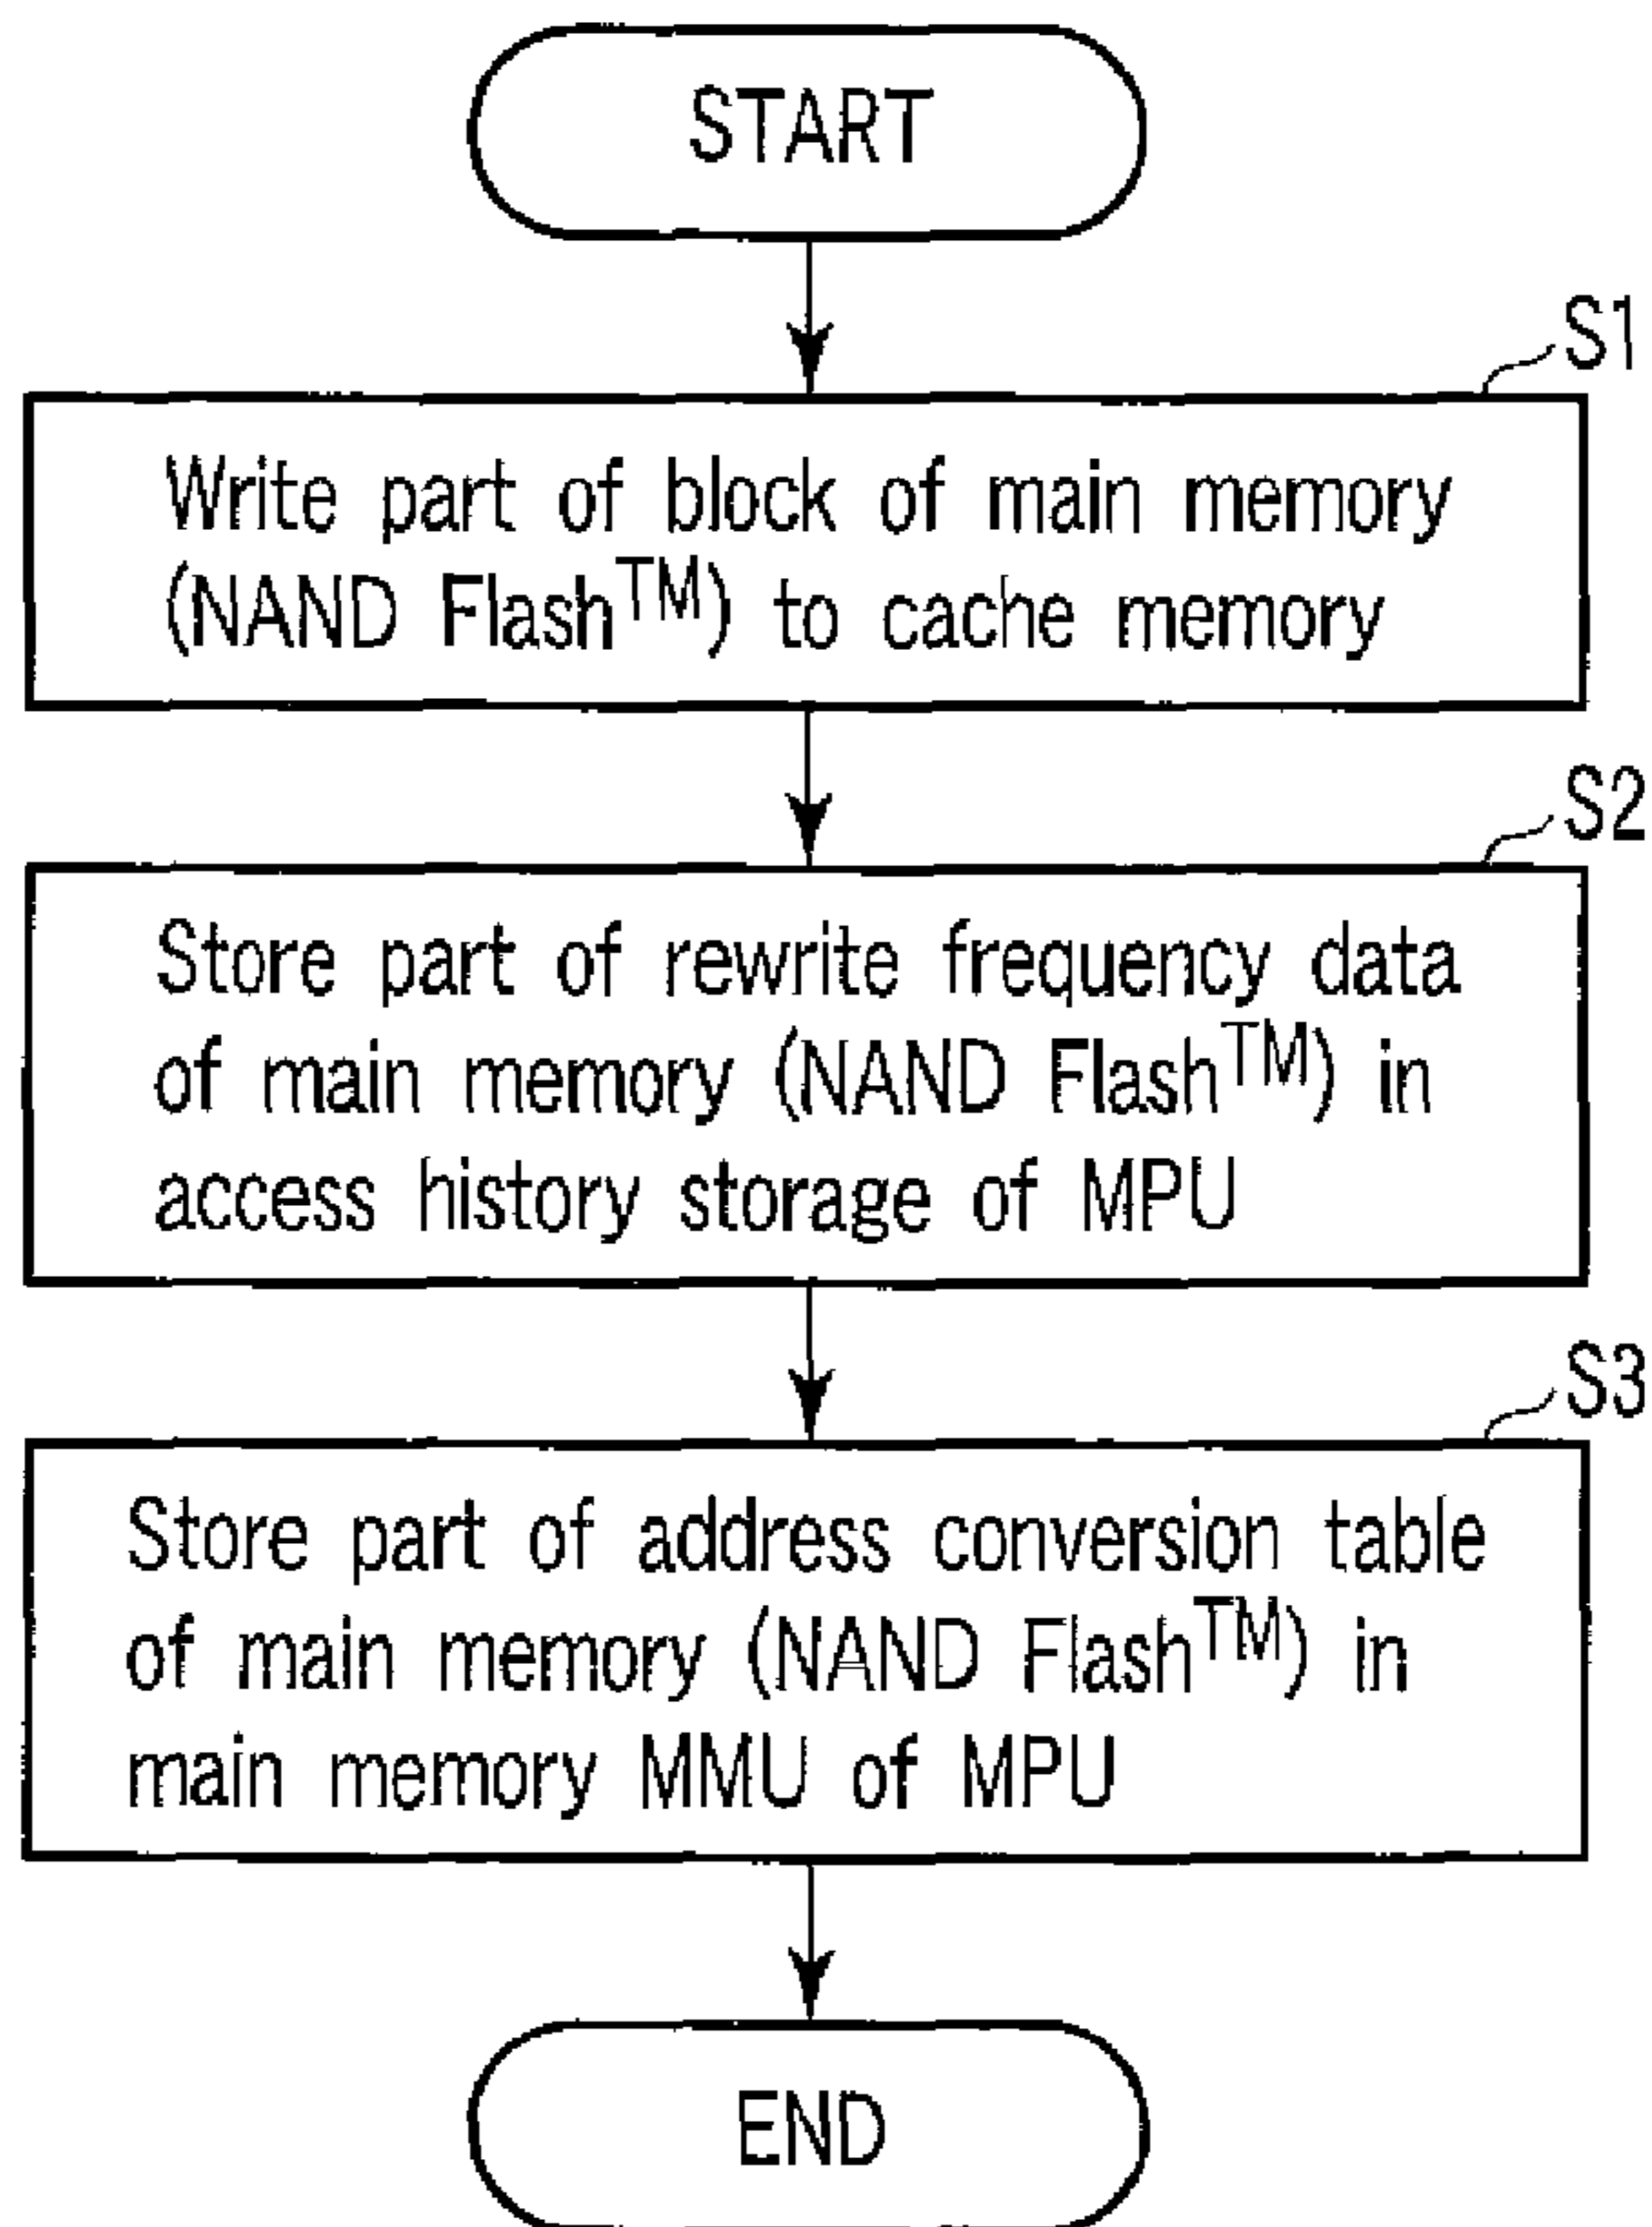 START
S1
Write part of block of main memory
(NAND Flash™) to cache memory
S2
Store part of rewrite frequency data
of main memory (NAND Flash™) in
access history storage of MPU
S3
Store part of address conversion table
of main memory (NAND Flash™) in
main memory MMU of MPU
END